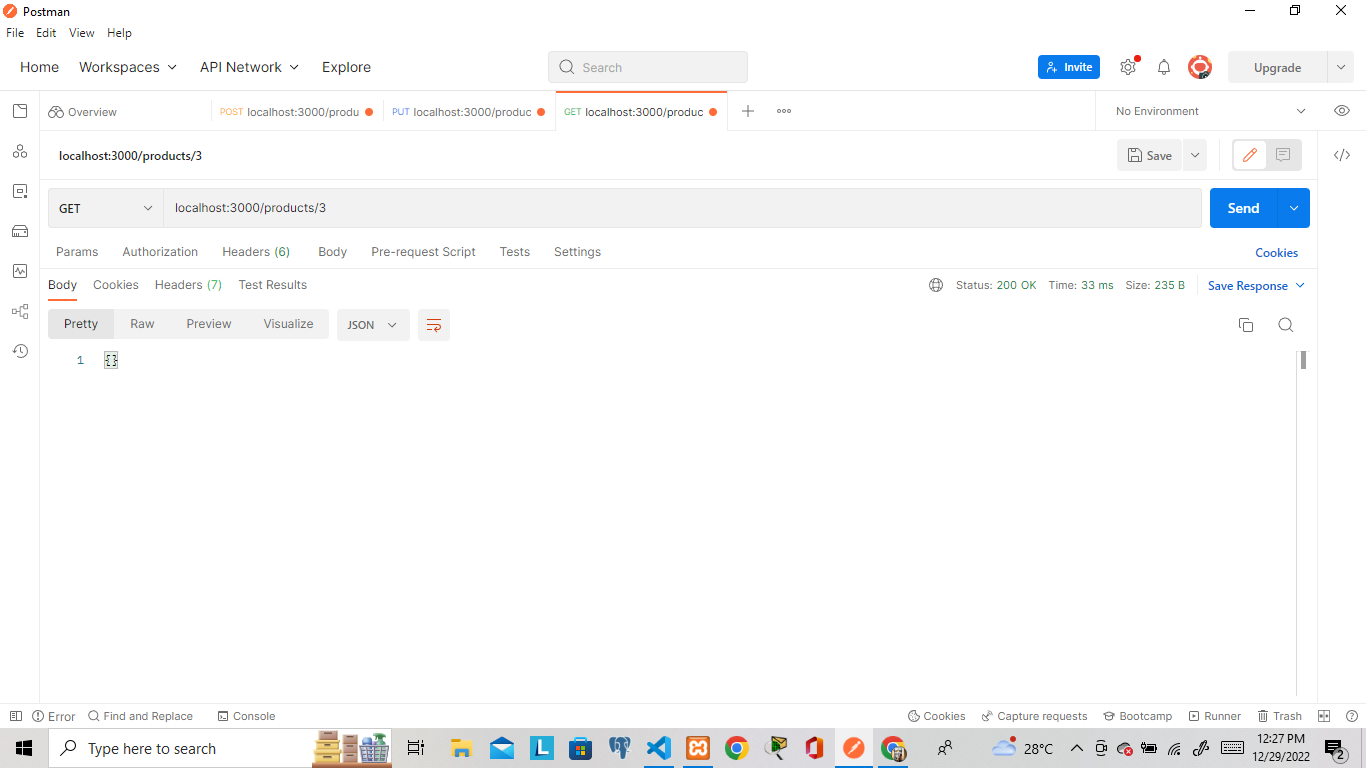 Postman
File Edit View Help
Home Workspaces API Network Explore Search Invite Upgrade
Overview POST localhost:3000/produ PUT localhost:3000/produc GET localhost:3000/produc No Environment
localhost:3000/products/3 Save
GET localhost:3000/products/3 Send
Params Authorization Headers (6) Body Pre-request Script Tests Settings Cookies
Body Cookies Headers (7) Test Results Status: 200 OK Time: 33 ms Size: 235 B Save Response
Pretty Raw Preview Visualize JSON
1 {}
Error Find and Replace Console Cookies Capture requests Bootcamp Runner Trash
Type here to search L 28°C 12:27 PM
12/29/2022 2